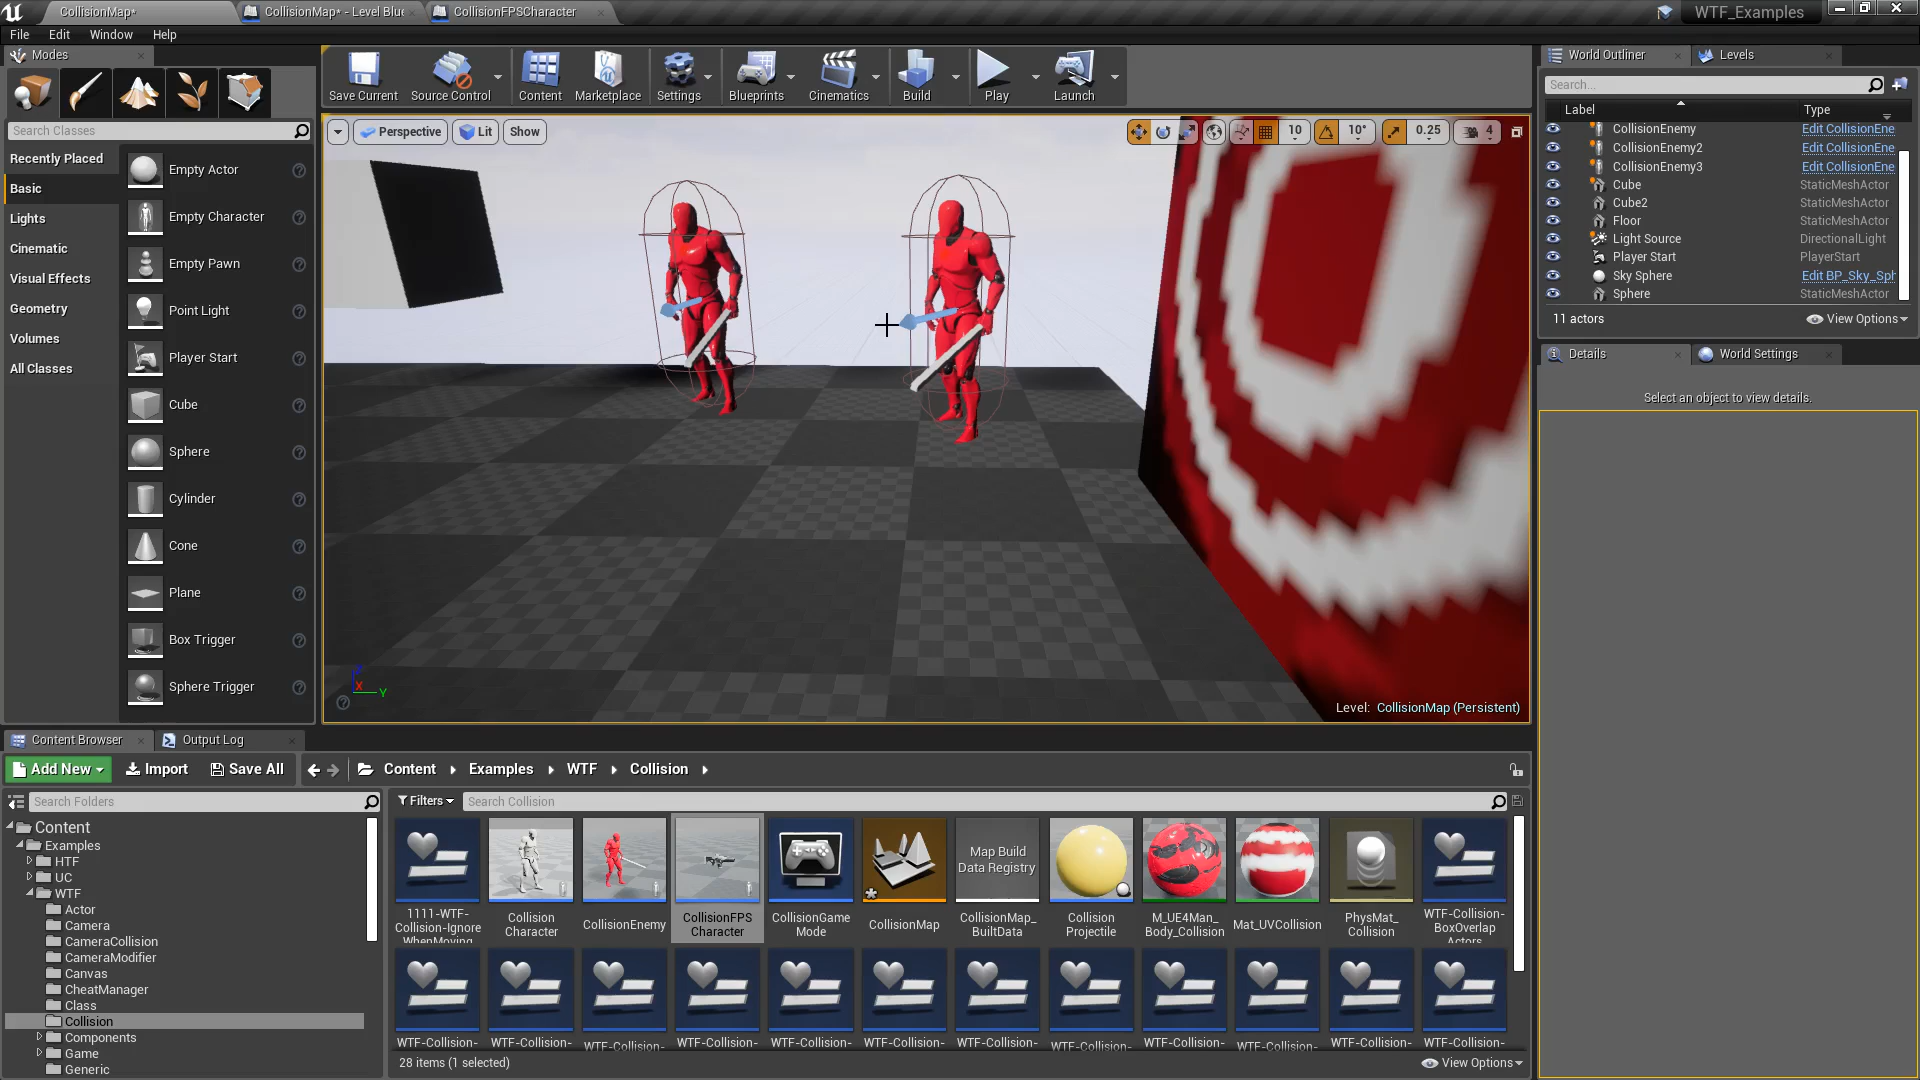 CollisionMap*
CollisionMap* - Level Blue
CollisionFPSCharacter
WTF_Examples
File
Edit
Window
Help
Modes
Search Classes
Recently Placed
Basic
Lights
Cinematic
Visual Effects
Geometry
Volumes
All Classes
Empty Actor
Empty Character
Empty Pawn
Point Light
Player Start
Cube
Sphere
Cylinder
Cone
Plane
Box Trigger
Sphere Trigger
Save Current
Source Control
Content
Marketplace
Settings
Blueprints
Cinematics
Build
Play
Launch
Perspective
Lit
Show
10
10°
0.25
4
X
Y
Level: CollisionMap (Persistent)
World Outliner
Levels
Search...
Label
Type
CollisionEnemy
Edit CollisionEne
CollisionEnemy2
Edit CollisionEne
CollisionEnemy3
Edit CollisionEne
Cube
StaticMeshActor
Cube2
StaticMeshActor
Floor
StaticMeshActor
Light Source
DirectionalLight
Player Start
PlayerStart
Sky Sphere
Edit BP_Sky_Sph
Sphere
StaticMeshActor
11 actors
View Options
Details
World Settings
Select an object to view details.
Content Browser
Output Log
Add New
Import
Save All
Content
Examples
WTF
Collision
Search Folders
Filters
Search Collision
Content
Examples
HTF
UC
WTF
Actor
Camera
CameraCollision
CameraModifier
Canvas
CheatManager
Class
Collision
Components
Game
Generic
1111-WTF-
Collision-Ignore
WhenMoving
Collision
Character
CollisionEnemy
CollisionFPS
Character
CollisionGame
Mode
CollisionMap
Map Build
Data Registry
CollisionMap_
BuiltData
Collision
Projectile
M_UE4Man_
Body_Collision
Mat_UVCollision
PhysMat_
Collision
WTF-Collision-
BoxOverlap
Actors
WTF-Collision-
WTF-Collision-
WTF-Collision-
WTF-Collision-
WTF-Collision-
WTF-Collision-
WTF-Collision-
WTF-Collision-
WTF-Collision-
WTF-Collision-
WTF-Collision-
WTF-Collision-
28 items (1 selected)
View Options